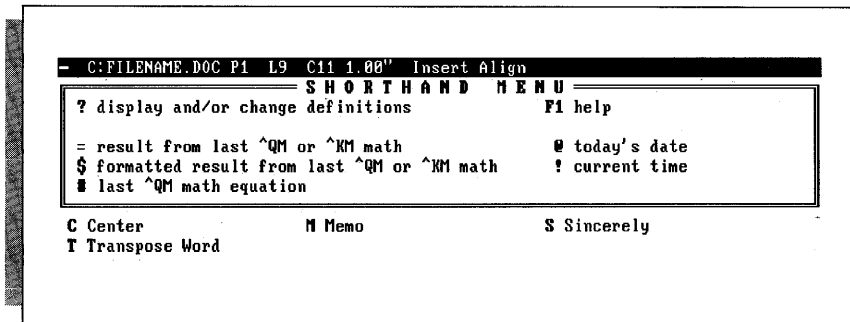 - C:FILENAME.DOC P1 L9 C11 1.00" Insert Align
SHORTHAND MENU
? display and/or change definitions F1 help
= result from last ^QM or ^KM math @ today's date
$ formatted result from last ^QM or ^KM math ! current time
# last ^QM math equation
C Center M Memo S Sincerely
T Transpose Word